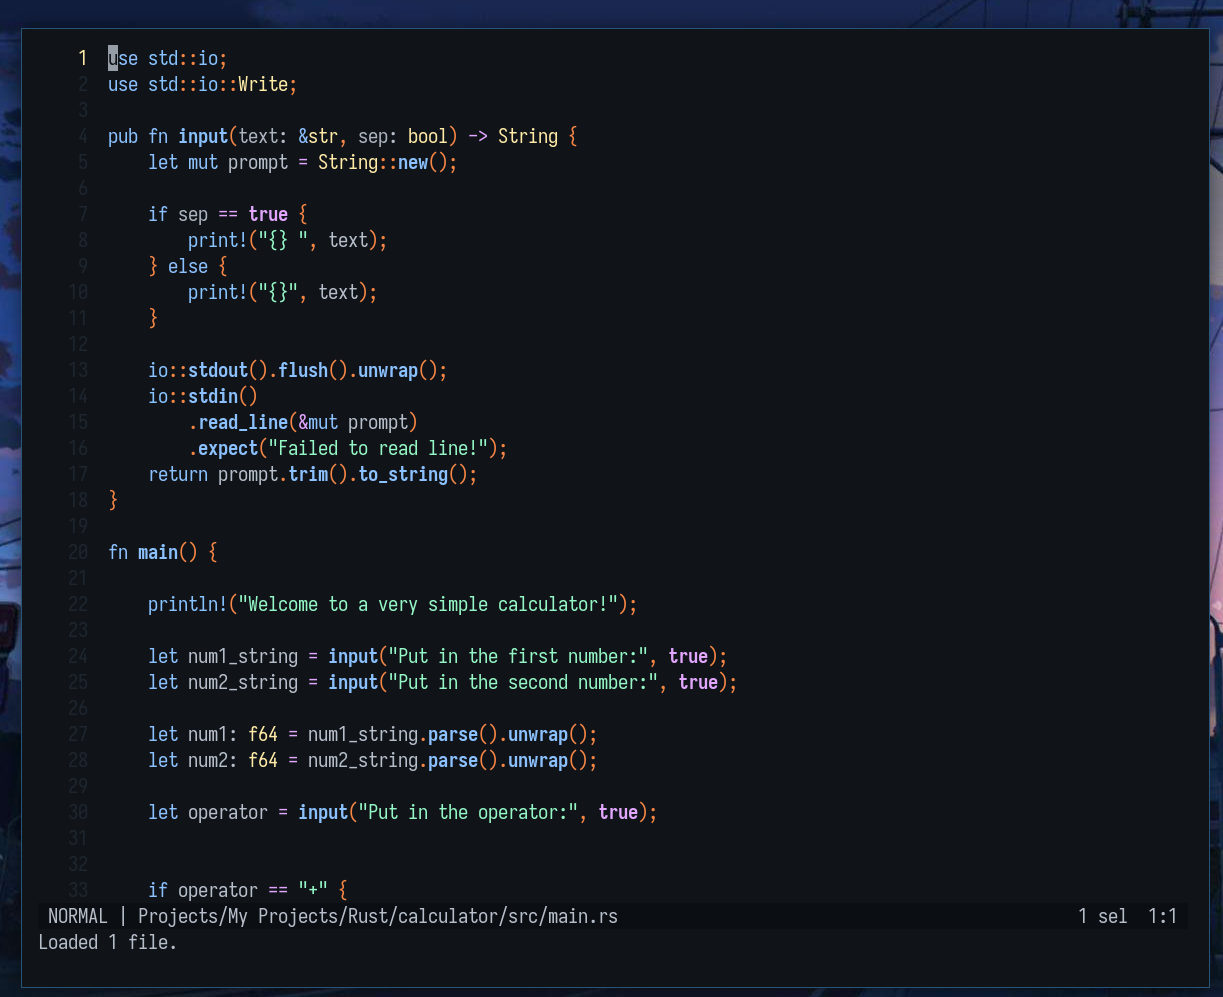 1 use std::io;
2 use std::io::Write;
3
4 pub fn input(text: &str, sep: bool) -> String {
5     let mut prompt = String::new();
6
7     if sep == true {
8         print!("{} ", text);
9     } else {
10         print!("{}", text);
11     }
12
13     io::stdout().flush().unwrap();
14     io::stdin()
15         .read_line(&mut prompt)
16         .expect("Failed to read line!");
17     return prompt.trim().to_string();
18 }
19
20 fn main() {
21
22     println!("Welcome to a very simple calculator!");
23
24     let num1_string = input("Put in the first number:", true);
25     let num2_string = input("Put in the second number:", true);
26
27     let num1: f64 = num1_string.parse().unwrap();
28     let num2: f64 = num2_string.parse().unwrap();
29
30     let operator = input("Put in the operator:", true);
31
32
33     if operator == "+" {
NORMAL | Projects/My Projects/Rust/calculator/src/main.rs 1 sel 1:1
Loaded 1 file.